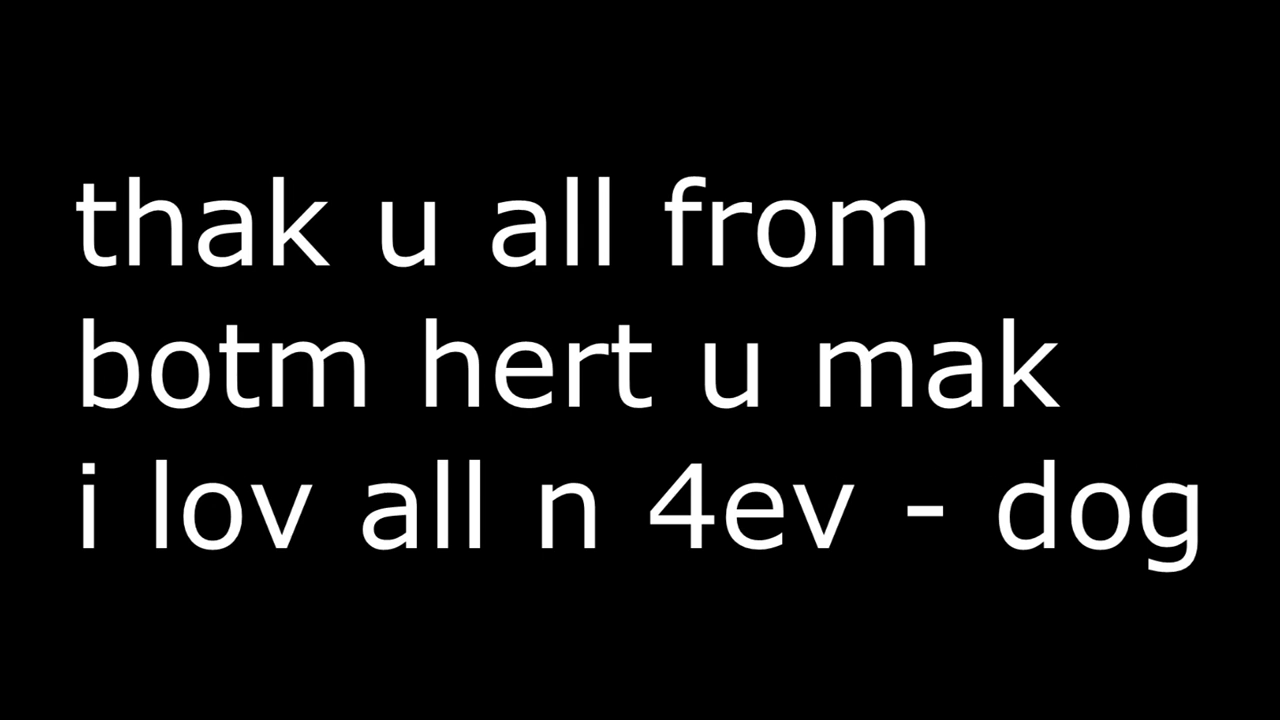 thak u all from
botm hert u mak
i lov all n 4ev - dog